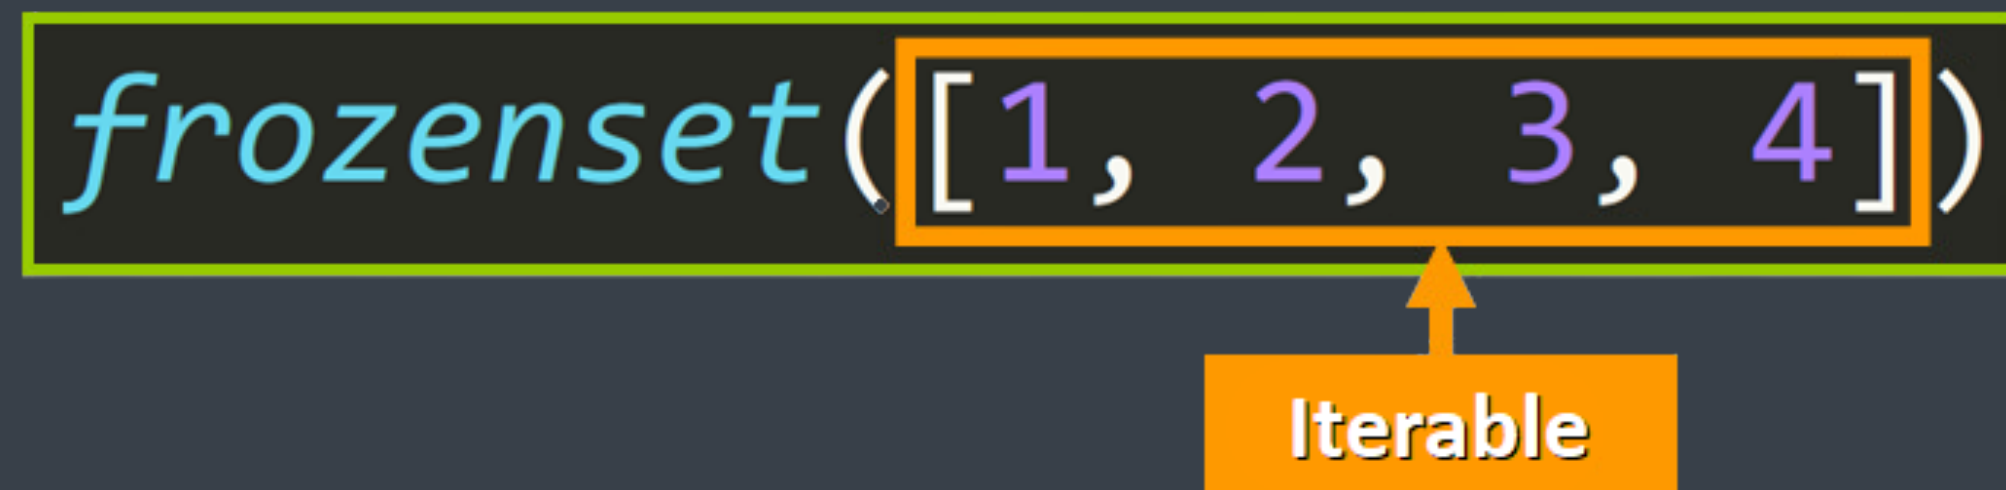 frozenset([1, 2, 3, 4])
Iterable